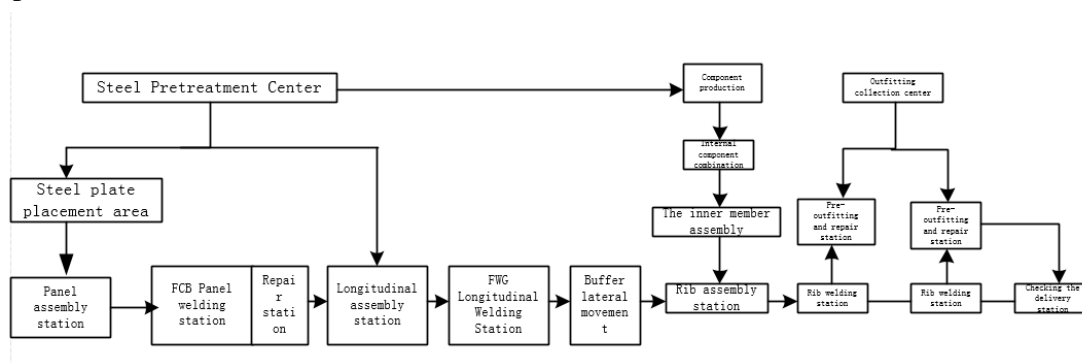 Steel Pretreatment Center
Component
production
Outfitting
collection center
Internal
component
combination
Steel plate
placement area
The inner member
assembly
Pre-
outfitting
and repair
station
Pre-
outfitting
and repair
station
Panel
assembly
station
FCB Panel
welding
station
Repai
r
stati
on
Longitudinal
assembly
station
FWG
Longitudinal
Welding
Station
Buffer
lateral
movemen
t
Rib assembly
station
Rib welding
station
Rib welding
station
Checking the
delivery
station